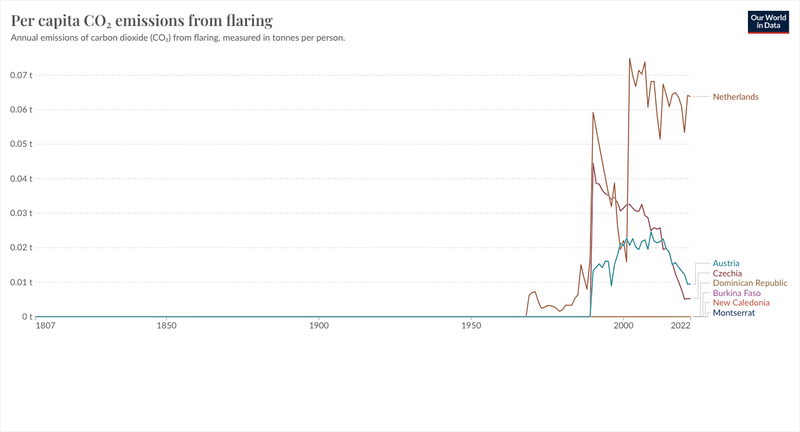 Per capita CO₂ emissions from flaring
Annual emissions of carbon dioxide (CO₂) from flaring, measured in tonnes per person.
Our World
in Data
0.07 t
0.06 t
0.05 t
0.04 t
0.03 t
0.02 t
0.01 t
0 t
1807
1850
1900
1950
2000
2022
Netherlands
Austria
Czechia
Dominican Republic
Burkina Faso
New Caledonia
Montserrat